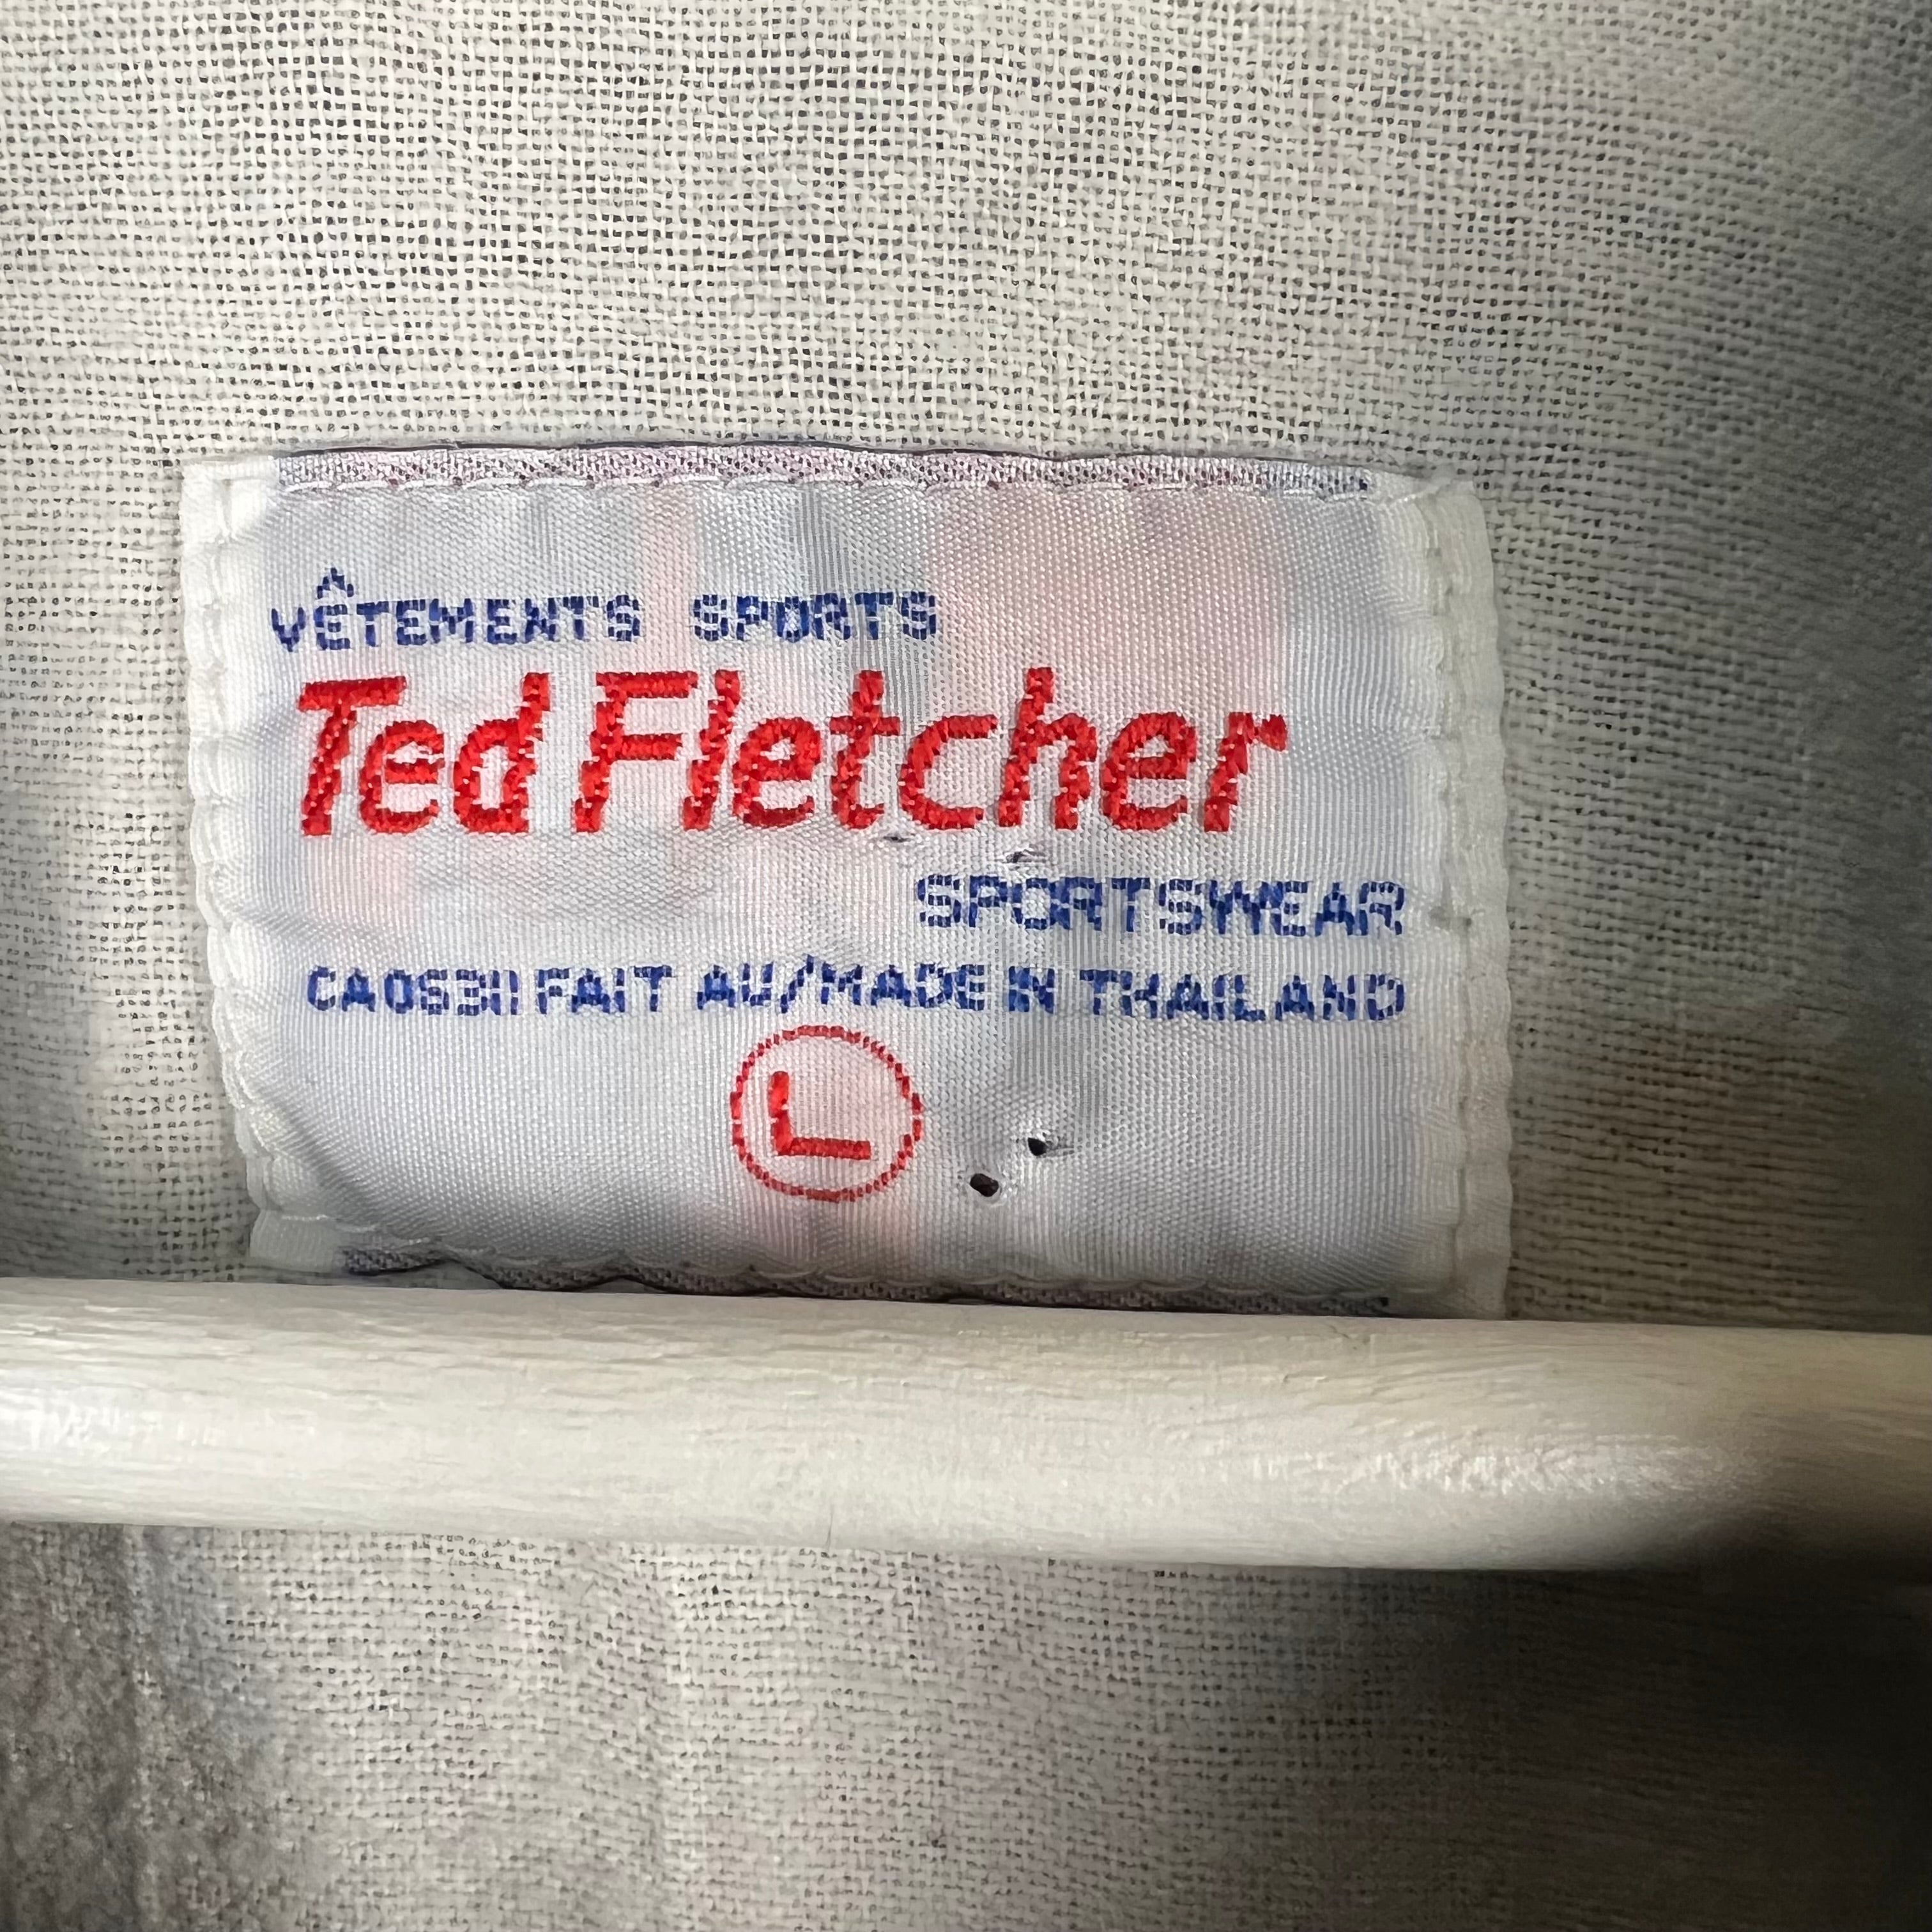 VÊTEMENTS SPORTS
Ted Fletcher
SPORTSWEAR
CA05311 FAIT AU/MADE IN THAILAND
L